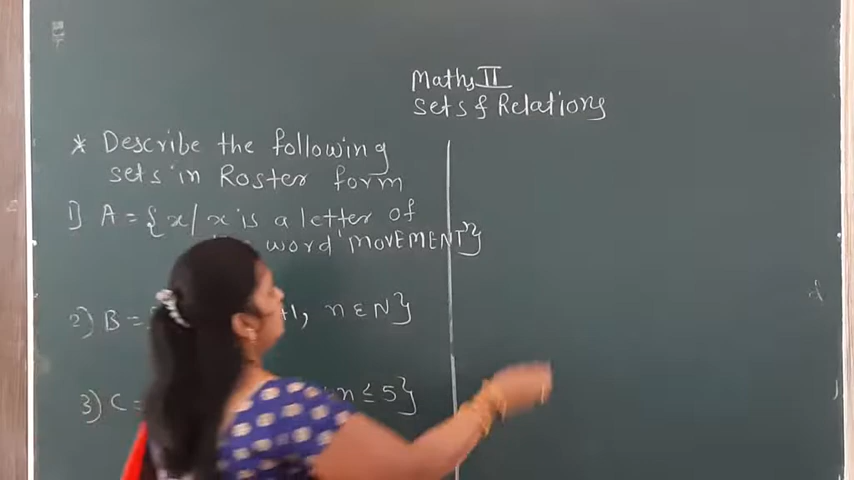 Maths II
Sets & Relations
* Describe the following
sets in Roster form
1) A = {x/x is a letter of
word 'MOVEMENT'}
2) B = +1, n ε N}
3) C = n ≤ 5}